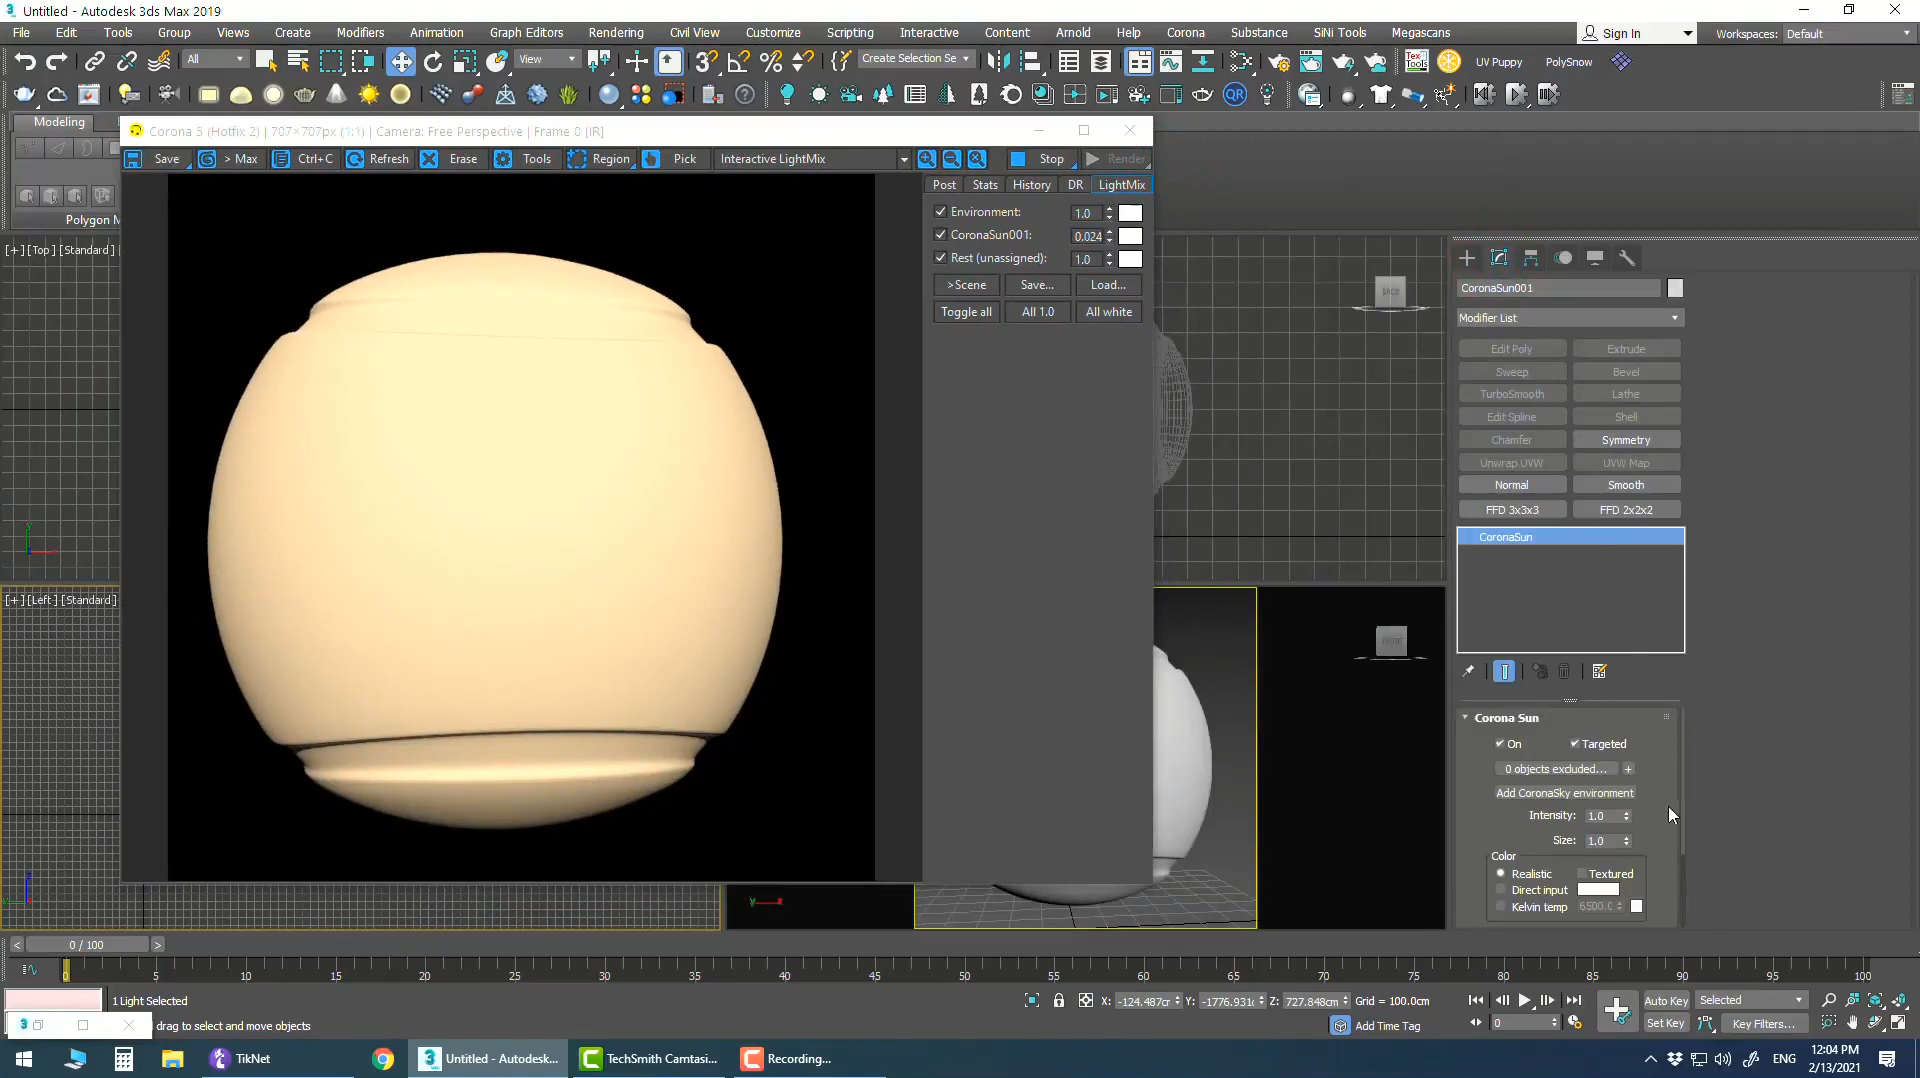 Untitled - Autodesk 3ds Max 2019
File Edit Tools Group Views Create Modifiers Animation Graph Editors Rendering Civil View Customize Scripting Interactive Content Arnold Help Corona Substance SiNi Tools Megascans
Sign In
Workspaces: Default
All
View
Create Selection Se
Tex Tools
UV Puppy
PolySnow
QR
Modeling
Polygon M
Corona 5 (Hotfix 2) | 707×707px (1:1) | Camera: Free Perspective | Frame 0 [IR]
Save > Max Ctrl+C Refresh Erase Tools Region Pick Interactive LightMix Stop Render
Post Stats History DR LightMix
Environment: 1.0
CoronaSun001: 0.024
Rest (unassigned): 1.0
>Scene Save... Load...
Toggle all All 1.0 All white
[+] [Top] [Standard]
[+] [Left] [Standard]
BACK
FRONT
CoronaSun001
Modifier List
Edit Poly Extrude
Sweep Bevel
TurboSmooth Lathe
Edit Spline Shell
Chamfer Symmetry
Unwrap UVW UVW Map
Normal Smooth
FFD 3x3x3 FFD 2x2x2
CoronaSun
Corona Sun
On Targeted
0 objects excluded... +
Add CoronaSky environment
Intensity: 1.0
Size: 1.0
Color
Realistic Textured
Direct input
Kelvin temp 6500.0
< 0 / 100 >
0 5 10 15 20 25 30 35 40 45 50 55 60 65 70 75 80 85 90 95 100
1 Light Selected
drag to select and move objects
X: -124.487cr Y: -1776.931c Z: 727.848cm Grid = 100.0cm
Add Time Tag
0
Auto Key Selected
Set Key Key Filters...
TikNet
Untitled - Autodesk...
TechSmith Camtasi...
Recording...
ENG
12:04 PM
2/13/2021